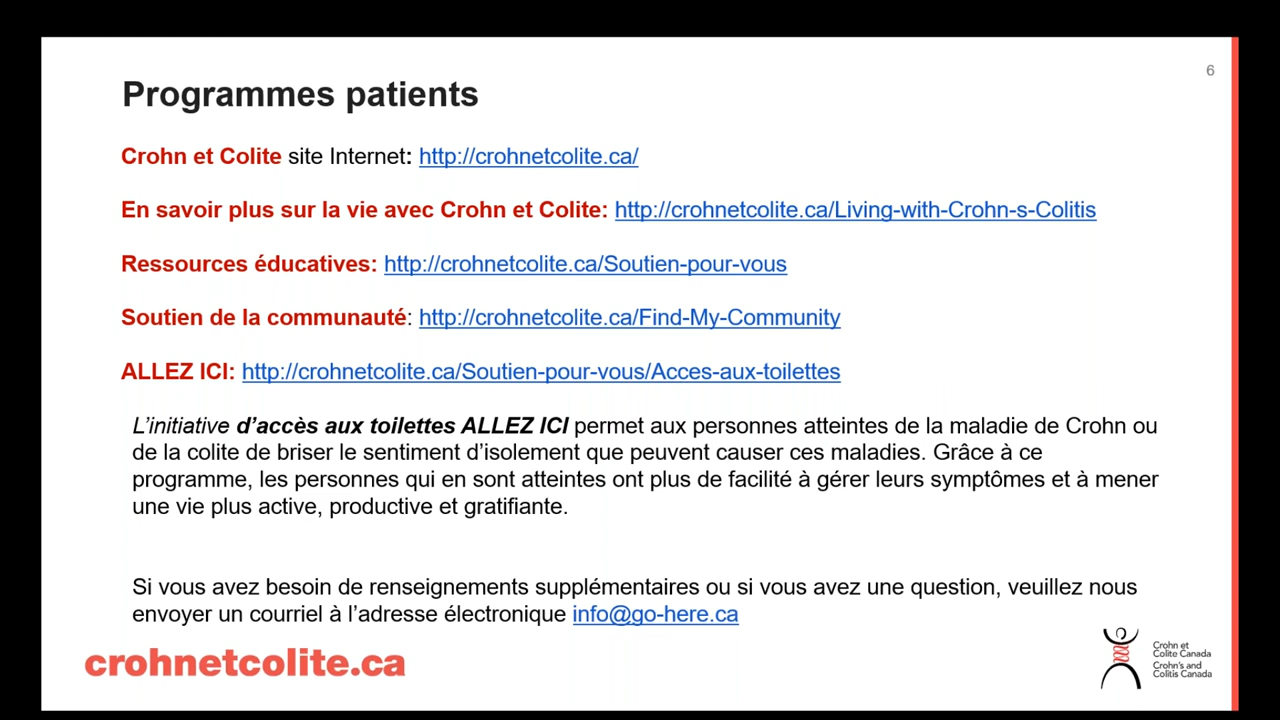 6
Programmes patients
Crohn et Colite site Internet: http://crohnetcolite.ca/
En savoir plus sur la vie avec Crohn et Colite: http://crohnetcolite.ca/Living-with-Crohn-s-Colitis
Ressources éducatives: http://crohnetcolite.ca/Soutien-pour-vous
Soutien de la communauté: http://crohnetcolite.ca/Find-My-Community
ALLEZ ICI: http://crohnetcolite.ca/Soutien-pour-vous/Acces-aux-toilettes
L’initiative d’accès aux toilettes ALLEZ ICI permet aux personnes atteintes de la maladie de Crohn ou
de la colite de briser le sentiment d’isolement que peuvent causer ces maladies. Grâce à ce
programme, les personnes qui en sont atteintes ont plus de facilité à gérer leurs symptômes et à mener
une vie plus active, productive et gratifiante.
Si vous avez besoin de renseignements supplémentaires ou si vous avez une question, veuillez nous
envoyer un courriel à l’adresse électronique info@go-here.ca
crohnetcolite.ca
Crohn et
Colite Canada
Crohn's and
Colitis Canada